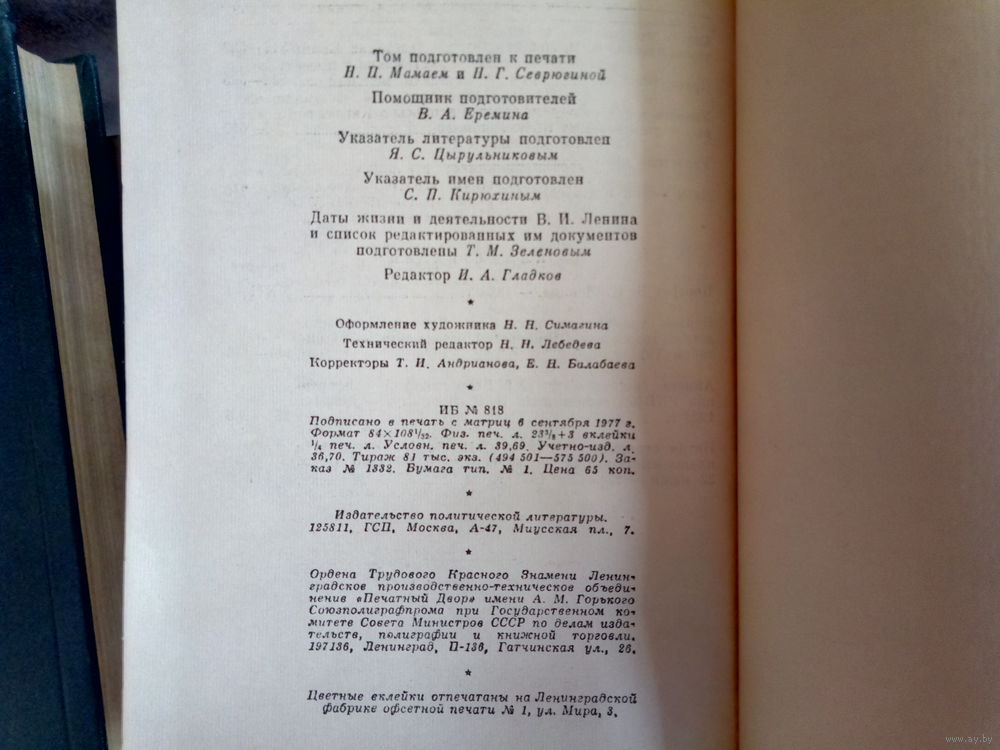 Том подготовлен к печати
Н. П. Мамаем и Н. Г. Севрюгиной
Помощник подготовителей
В. А. Еремина
Указатель литературы подготовлен
Я. С. Цырульниковым
Указатель имен подготовлен
С. П. Кирюхиным
Даты жизни и деятельности В. И. Ленина
и список редактированных им документов
подготовлены Т. М. Зеленовым
Редактор И. А. Гладков
★
Оформление художника Н. Н. Симагина
Технический редактор Н. Н. Лебедева
Корректоры Т. И. Андрианова, Е. Н. Балабаева
★
ИБ № 818
Подписано в печать с матриц 6 сентября 1977 г.
Формат 84×108¹/₃₂. Физ. печ. л. 23³/₈+3 вклейки
¼ печ. л. Условн. печ. л. 39,69. Учетно-изд. л.
36,70. Тираж 81 тыс. экз. (494 501—575 500). За-
каз № 1332. Бумага тип. № 1. Цена 65 коп.
★
Издательство политической литературы.
125811, ГСП, Москва, А-47, Миусская пл., 7.
★
Ордена Трудового Красного Знамени Ленин-
градское производственно-техническое объеди-
нение «Печатный Двор» имени А. М. Горького
Союзполиграфпрома при Государственном ко-
митете Совета Министров СССР по делам изда-
тельств, полиграфии и книжной торговли.
197136, Ленинград, П-136, Гатчинская ул., 26.
★
Цветные вклейки отпечатаны на Ленинградской
фабрике офсетной печати № 1, ул. Мира, 3.
www.ay.by